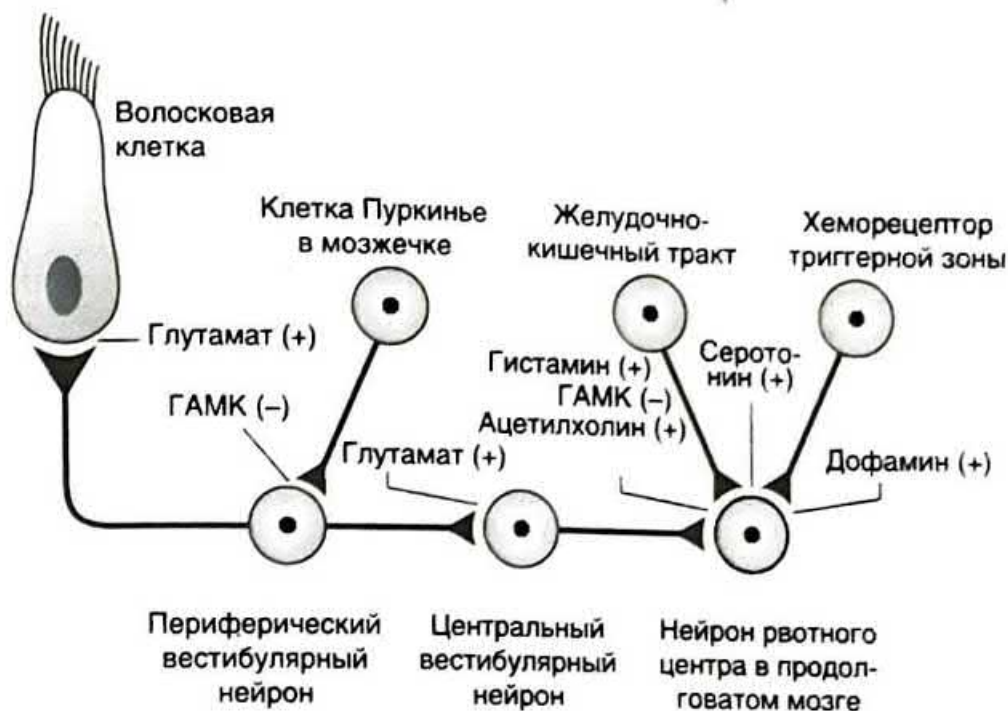 Волосковая
клетка
Клетка Пуркинье
в мозжечке
Желудочно-
кишечный тракт
Хеморецептор
триггерной зоны
Глутамат (+)
ГАМК (–)
Глутамат (+)
Гистамин (+)
ГАМК (–)
Ацетилхолин (+)
Серото-
нин (+)
Дофамин (+)
Периферический
вестибулярный
нейрон
Центральный
вестибулярный
нейрон
Нейрон рвотного
центра в продол-
говатом мозге